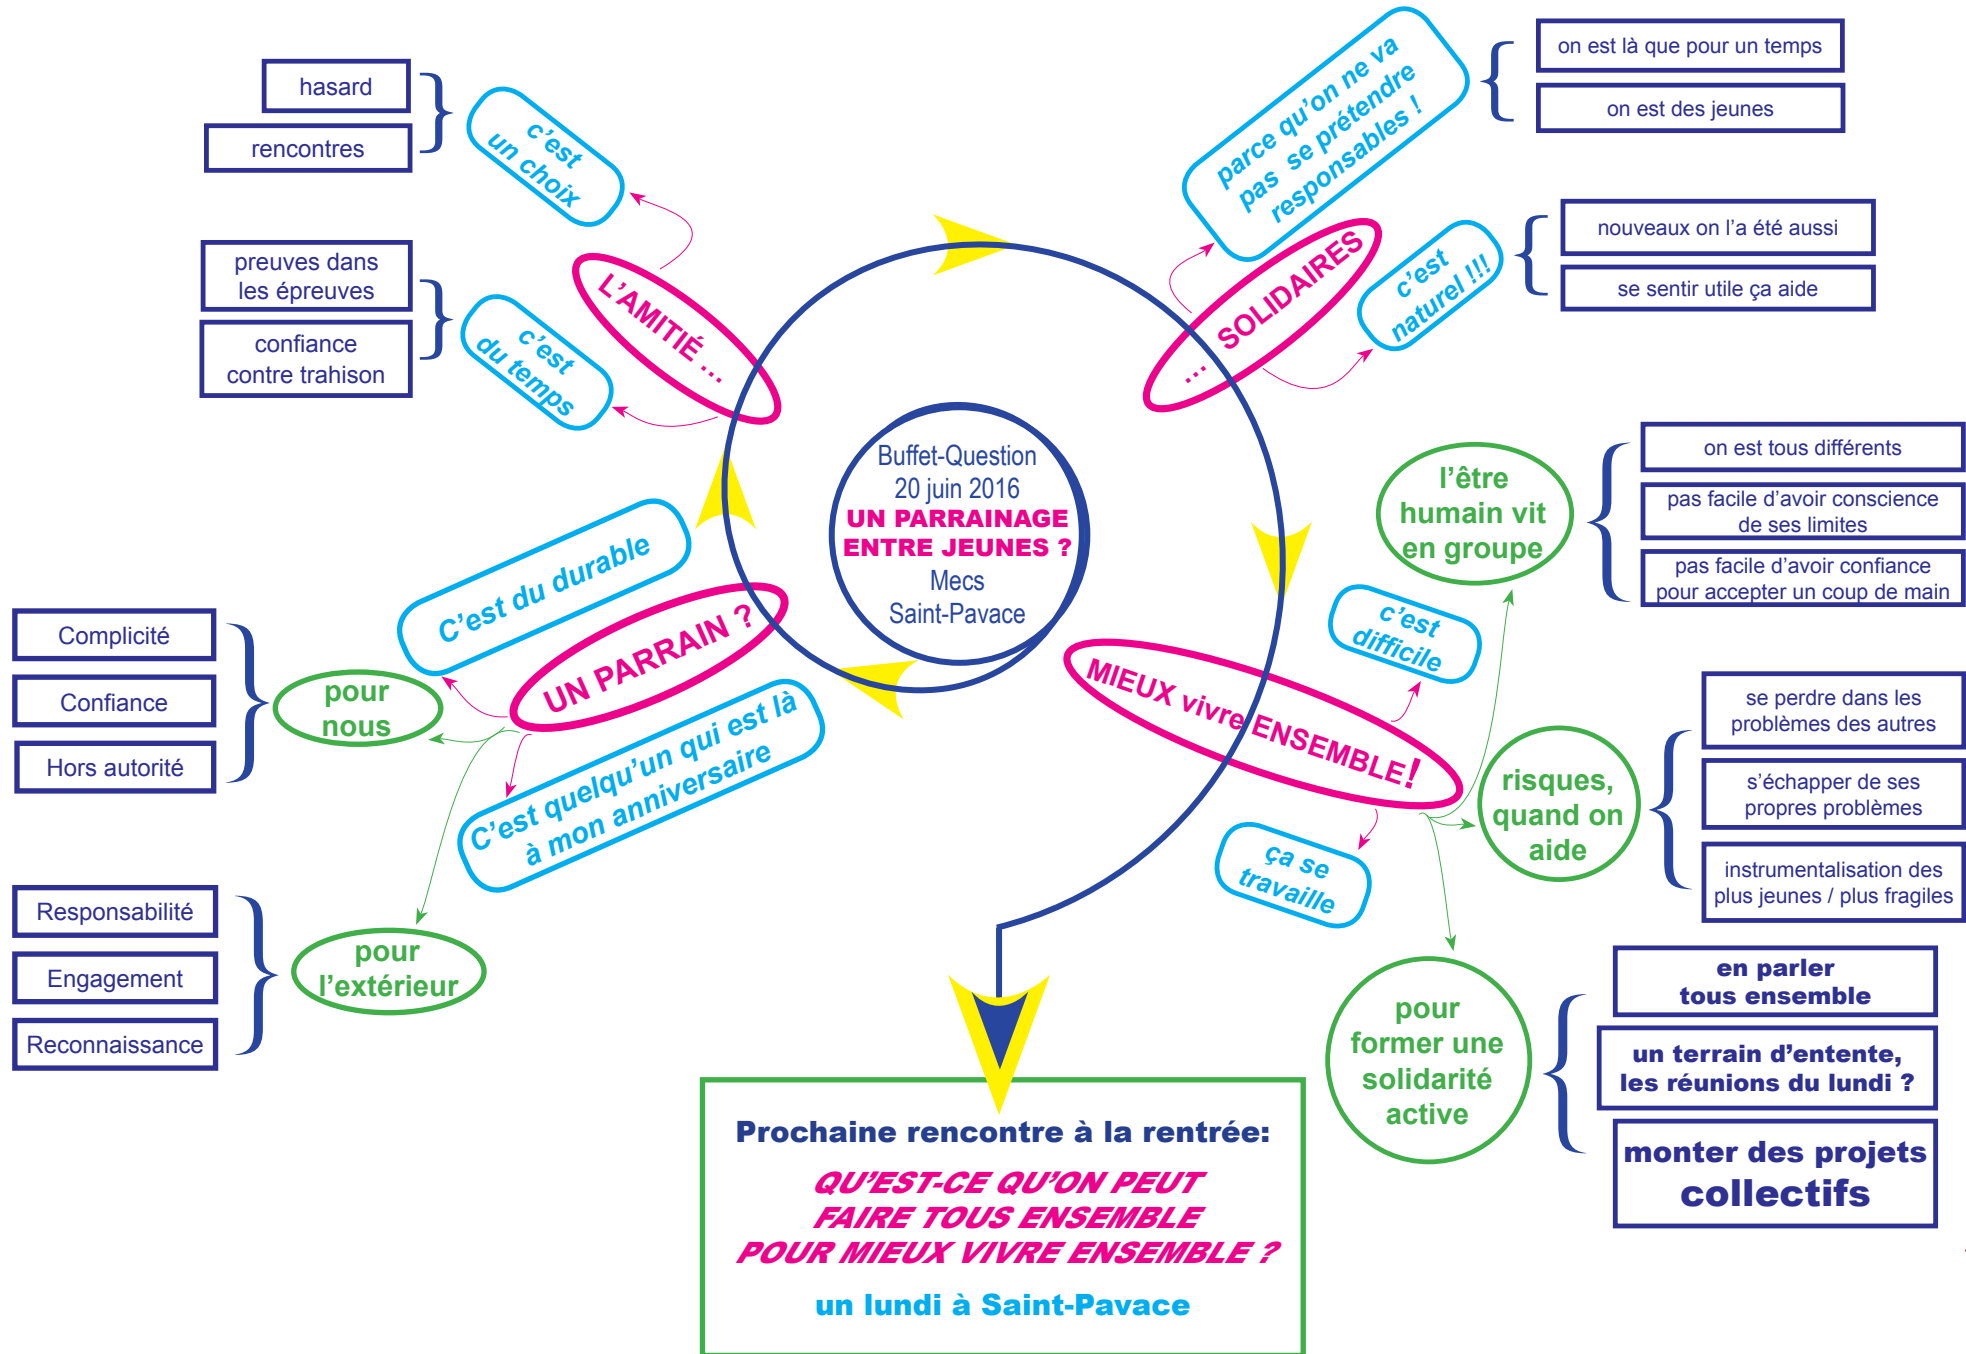 Buffet-Question
20 juin 2016
UN PARRAINAGE
ENTRE JEUNES ?
Mecs
Saint-Pavace
UN PARRAIN ?
C'est du durable
C'est quelqu'un qui est là
à mon anniversaire
pour
nous
Complicité
Confiance
Hors autorité
pour
l'extérieur
Responsabilité
Engagement
Reconnaissance
L'AMITIÉ ...
c'est
un choix
hasard
rencontres
c'est
du temps
preuves dans
les épreuves
confiance
contre trahison
... SOLIDAIRES
parce qu'on ne va
pas se prétendre
responsables !
on est là que pour un temps
on est des jeunes
c'est
naturel !!!
nouveaux on l'a été aussi
se sentir utile ça aide
MIEUX vivre ENSEMBLE!
c'est
difficile
ça se
travaille
l'être
humain vit
en groupe
on est tous différents
pas facile d'avoir conscience
de ses limites
pas facile d'avoir confiance
pour accepter un coup de main
risques,
quand on
aide
se perdre dans les
problèmes des autres
s'échapper de ses
propres problèmes
instrumentalisation des
plus jeunes / plus fragiles
pour
former une
solidarité
active
en parler
tous ensemble
un terrain d'entente,
les réunions du lundi ?
monter des projets
collectifs
Prochaine rencontre à la rentrée:
QU'EST-CE QU'ON PEUT
FAIRE TOUS ENSEMBLE
POUR MIEUX VIVRE ENSEMBLE ?
un lundi à Saint-Pavace